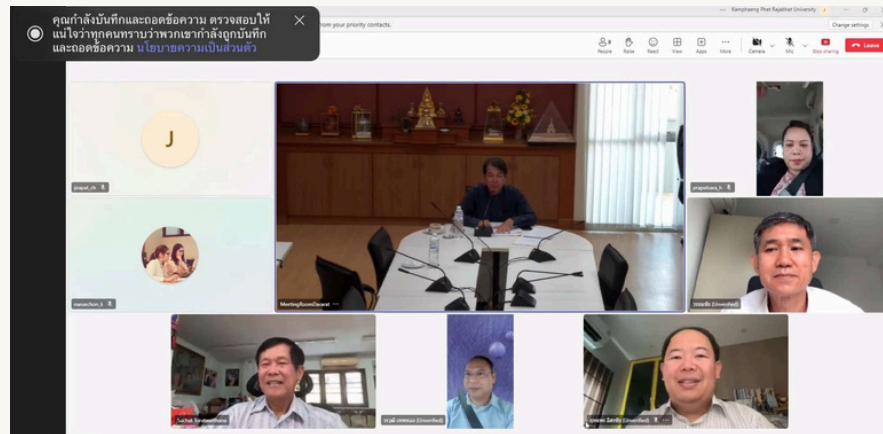 คุณกำลังบันทึกและถอดข้อความ ตรวจสอบให้
แน่ใจว่าทุกคนทราบว่าพวกเขากำลังถูกบันทึก
และถอดข้อความ นโยบายความเป็นส่วนตัว
from your priority contacts.
Kamphaeng Phet Rajabhat University
Change settings
People
Raise
React
View
Apps
More
Camera
Mic
Stop sharing
Leave
J
MeetingRoomDararat
(Unverified)
(Unverified)
(Unverified)